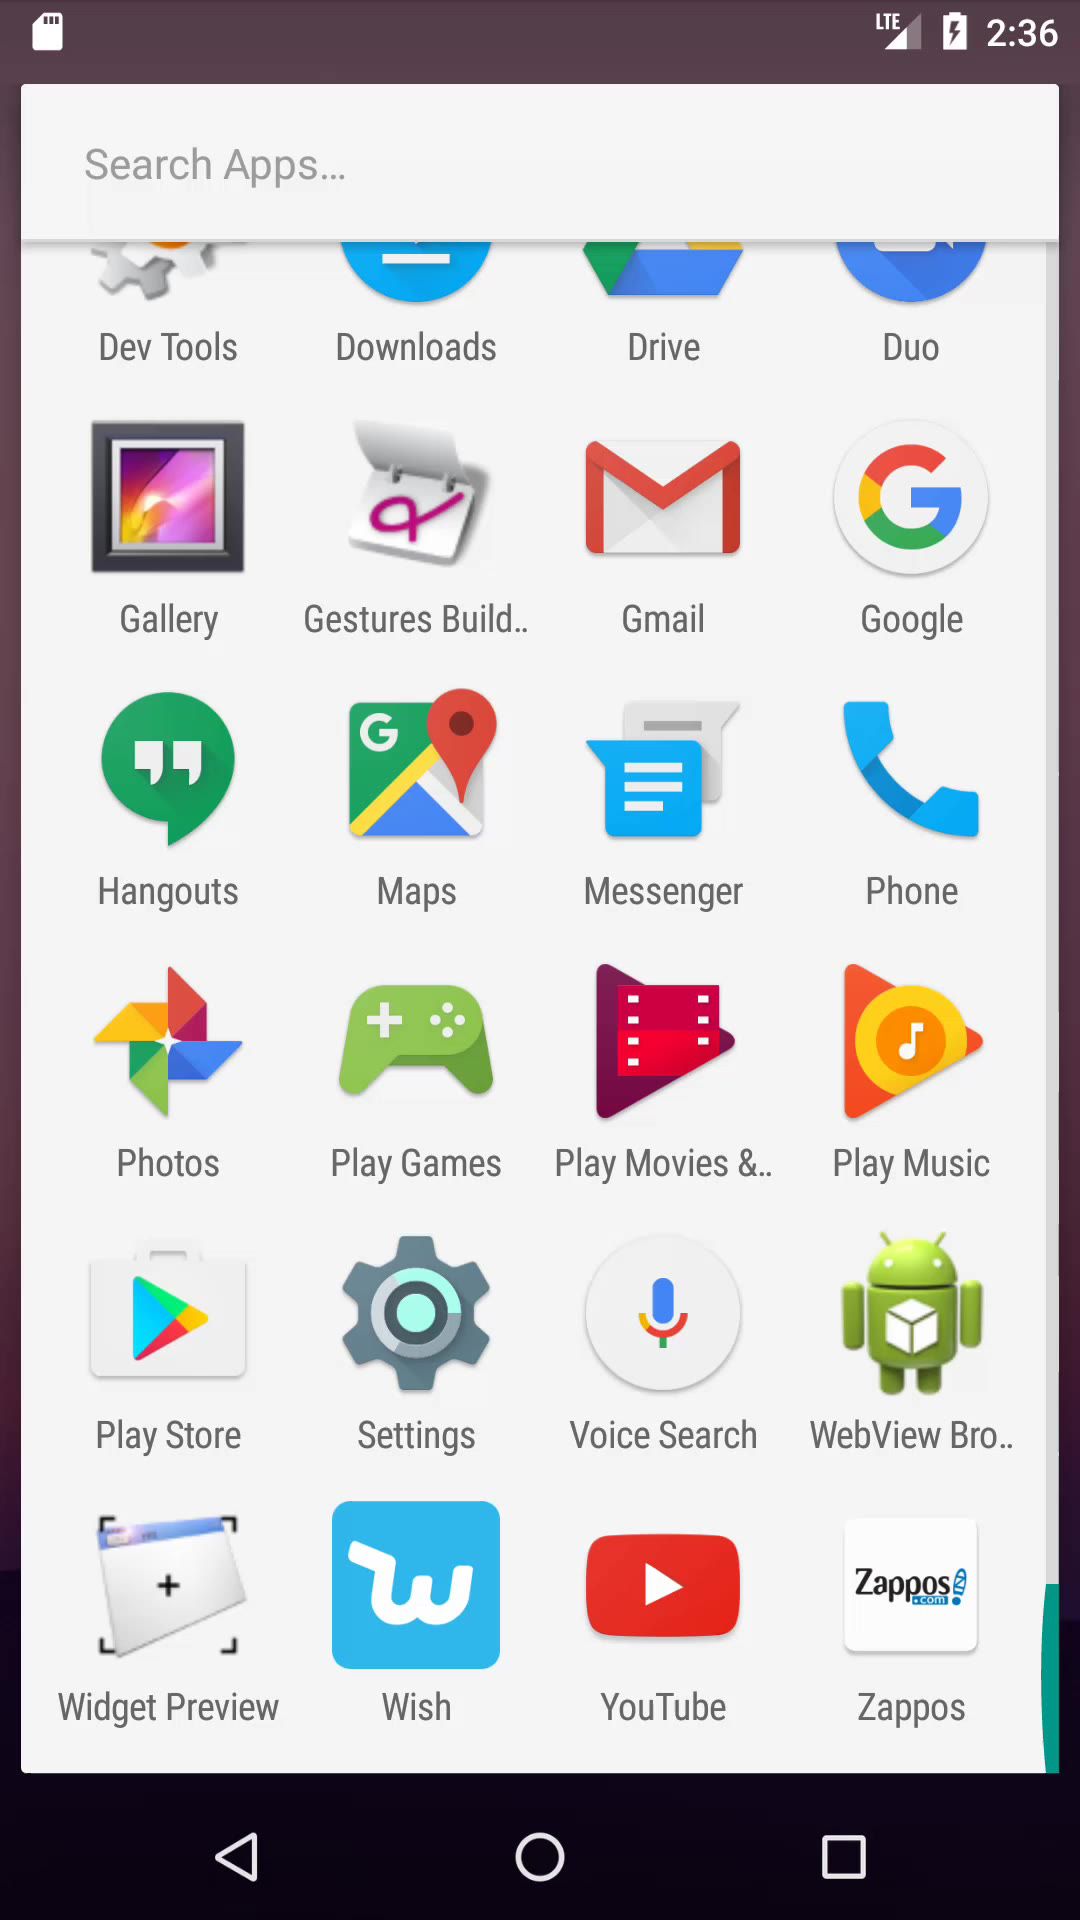 LTE 2:36
Search Apps...
Dev Tools Downloads Drive Duo
Gallery Gestures Build.. Gmail Google
Hangouts Maps Messenger Phone
Photos Play Games Play Movies &.. Play Music
Play Store Settings Voice Search WebView Bro..
Zappos
.com
Widget Preview Wish YouTube Zappos